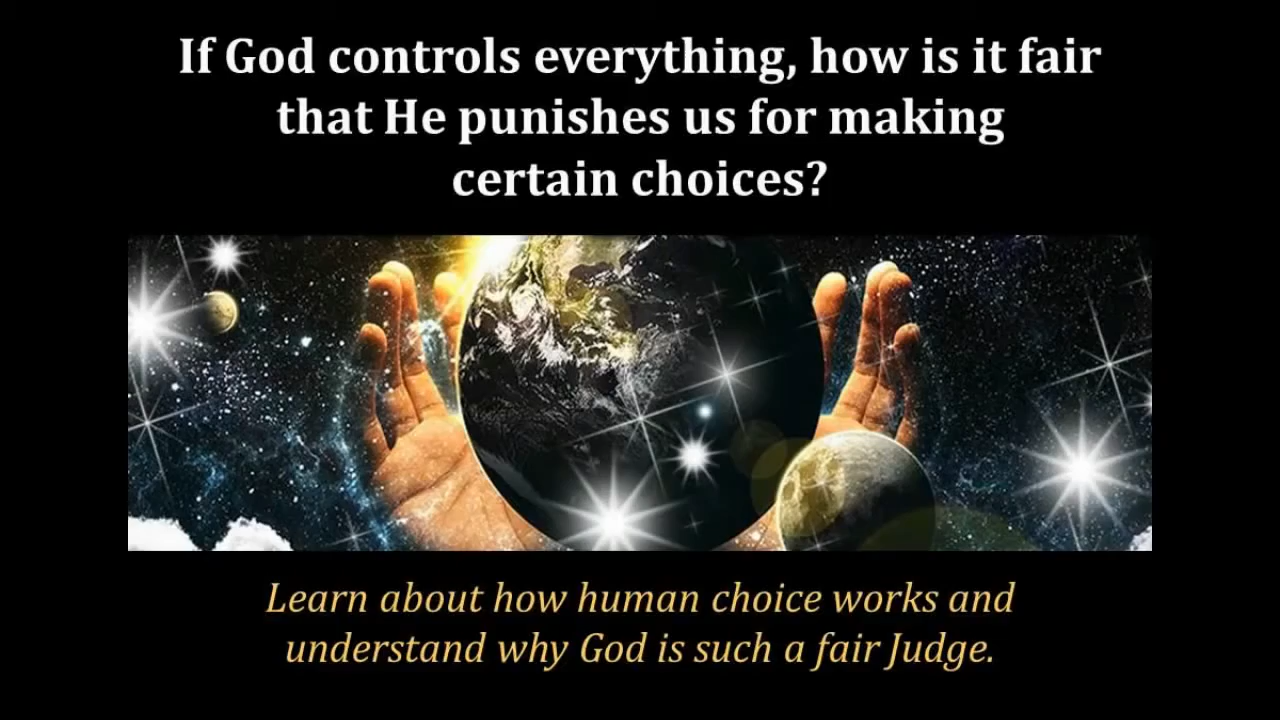 If God controls everything, how is it fair
that He punishes us for making
certain choices?
Learn about how human choice works and
understand why God is such a fair Judge.